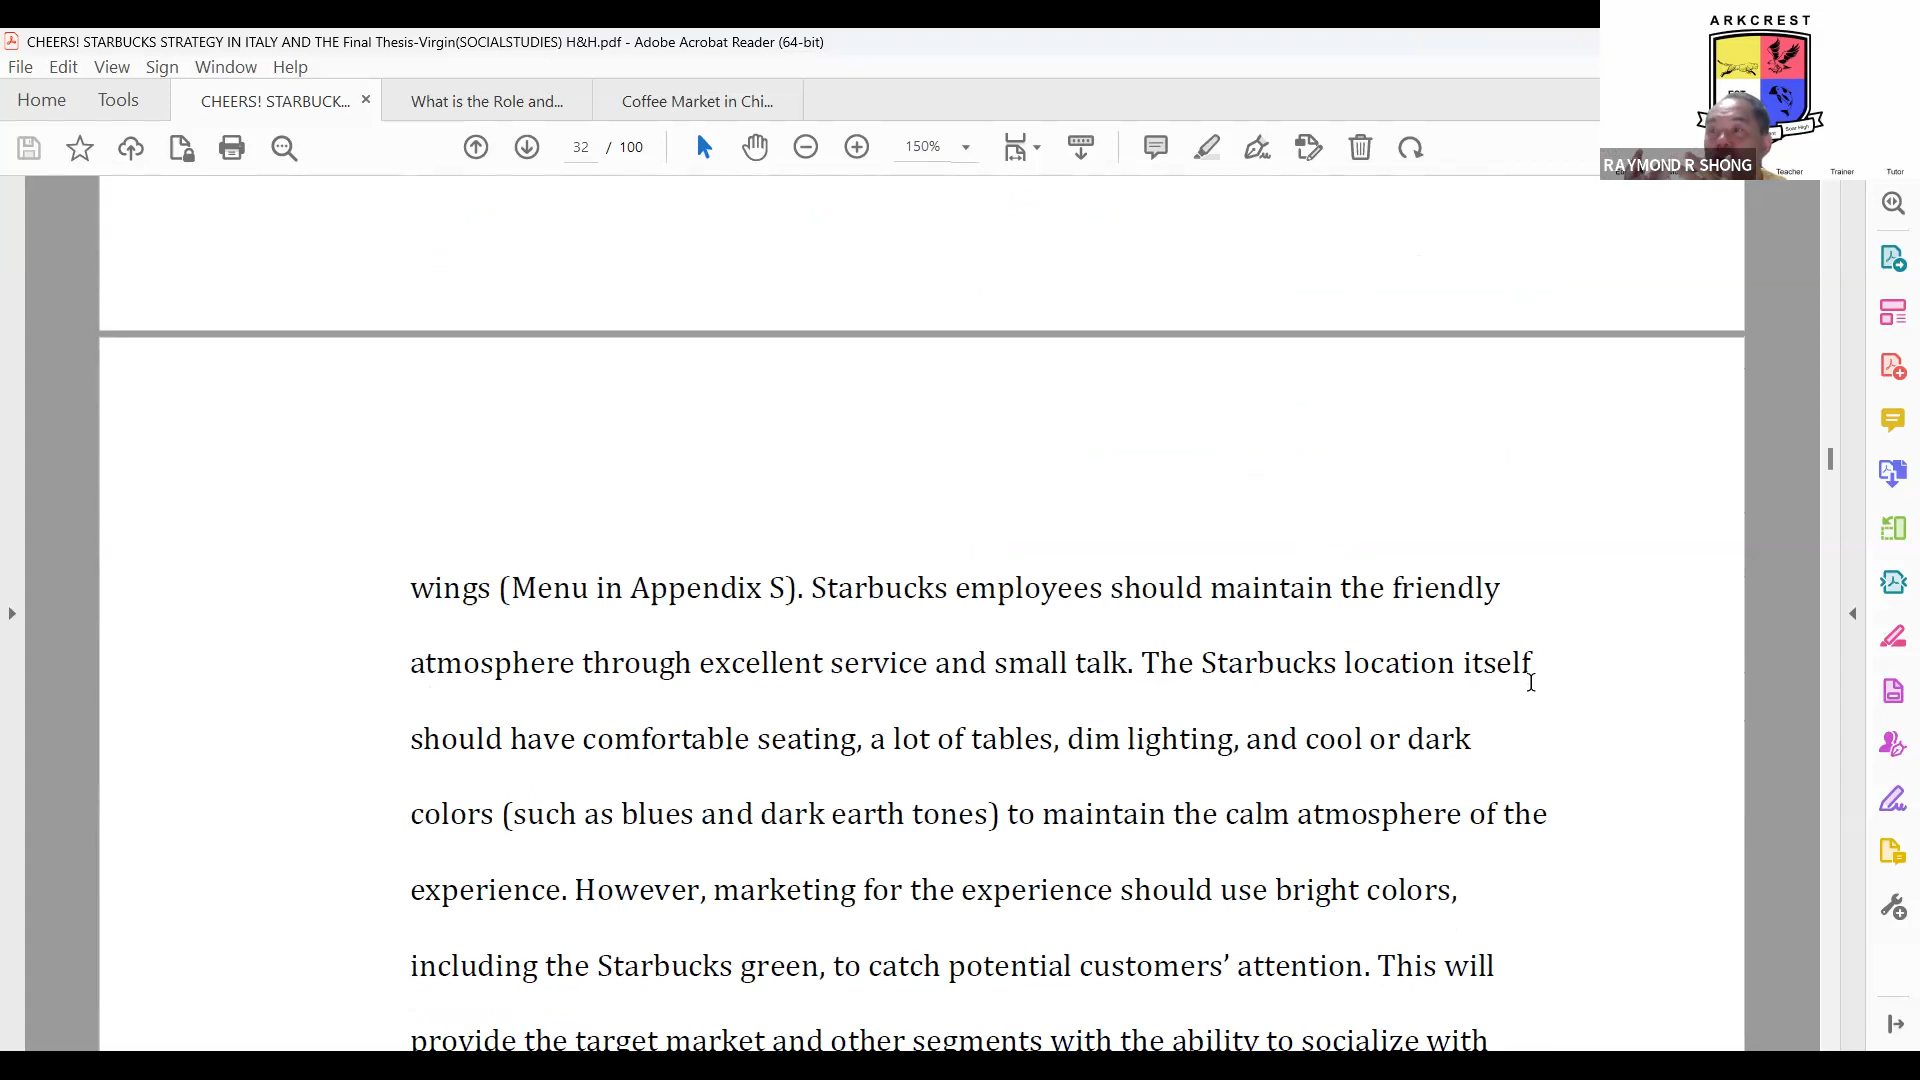 ARKCREST
CHEERS! STARBUCKS STRATEGY IN ITALY AND THE Final Thesis-Virgin(SOCIALSTUDIES) H&H.pdf - Adobe Acrobat Reader (64-bit)
File Edit View Sign Window Help
Home Tools CHEERS! STARBUCK... × What is the Role and... Coffee Market in Chi...
32 / 100 150%
Soar High
RAYMOND R SHONG
Teacher Trainer Tutor
wings (Menu in Appendix S). Starbucks employees should maintain the friendly
atmosphere through excellent service and small talk. The Starbucks location itself
should have comfortable seating, a lot of tables, dim lighting, and cool or dark
colors (such as blues and dark earth tones) to maintain the calm atmosphere of the
experience. However, marketing for the experience should use bright colors,
including the Starbucks green, to catch potential customers’ attention. This will
provide the target market and other segments with the ability to socialize with